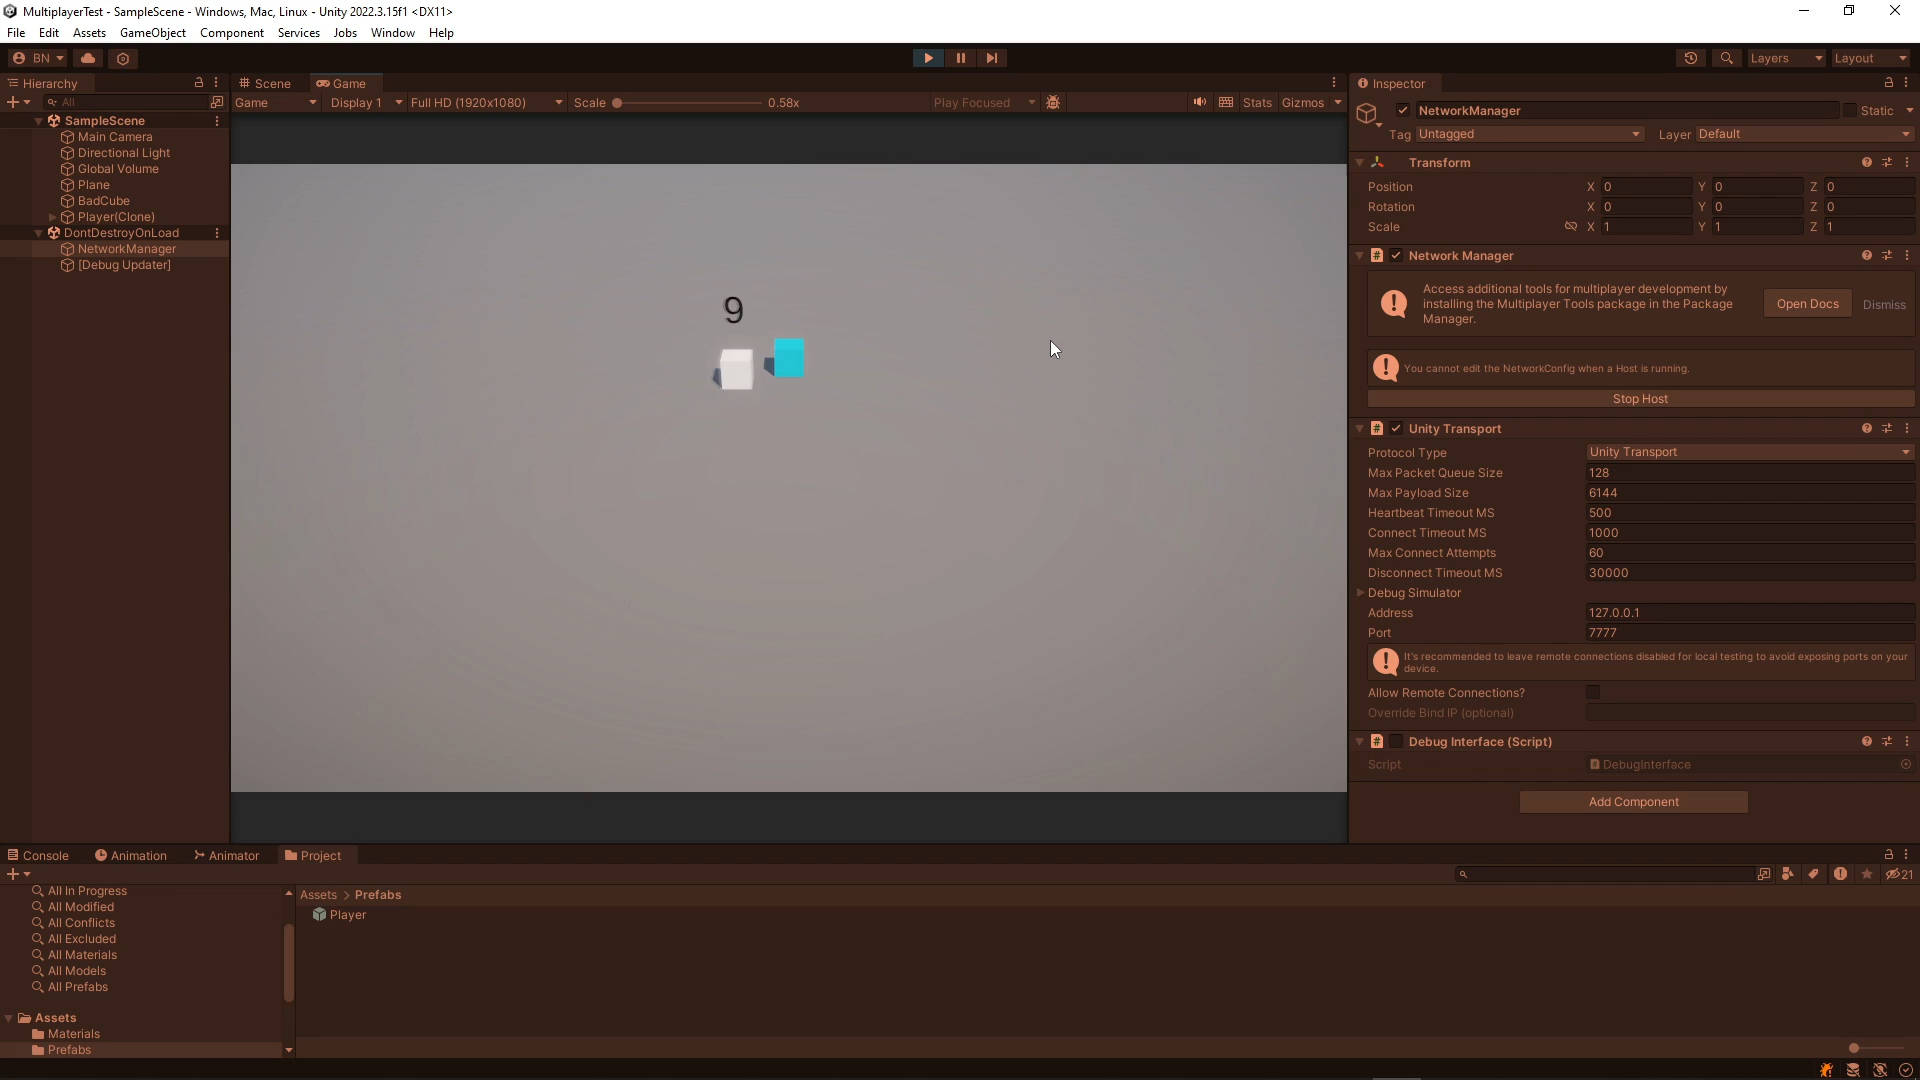 MultiplayerTest - SampleScene - Windows, Mac, Linux - Unity 2022.3.15f1 <DX11>
File Edit Assets GameObject Component Services Jobs Window Help
BN Layers Layout
Hierarchy
All
SampleScene
Main Camera
Directional Light
Global Volume
Plane
BadCube
Player(Clone)
DontDestroyOnLoad
NetworkManager
[Debug Updater]
Scene Game
Game Display 1 Full HD (1920x1080) Scale 0.58x Play Focused Stats Gizmos
9
Inspector
NetworkManager Static
Tag Untagged Layer Default
Transform
Position X 0 Y 0 Z 0
Rotation X 0 Y 0 Z 0
Scale X 1 Y 1 Z 1
Network Manager
Access additional tools for multiplayer development by
installing the Multiplayer Tools package in the Package
Manager.
Open Docs Dismiss
You cannot edit the NetworkConfig when a Host is running.
Stop Host
Unity Transport
Protocol Type Unity Transport
Max Packet Queue Size 128
Max Payload Size 6144
Heartbeat Timeout MS 500
Connect Timeout MS 1000
Max Connect Attempts 60
Disconnect Timeout MS 30000
Debug Simulator
Address 127.0.0.1
Port 7777
It's recommended to leave remote connections disabled for local testing to avoid exposing ports on your
device.
Allow Remote Connections?
Override Bind IP (optional)
Debug Interface (Script)
Script DebugInterface
Add Component
Console Animation Animator Project
21
All In Progress
All Modified
All Conflicts
All Excluded
All Materials
All Models
All Prefabs
Assets
Materials
Prefabs
Assets > Prefabs
Player